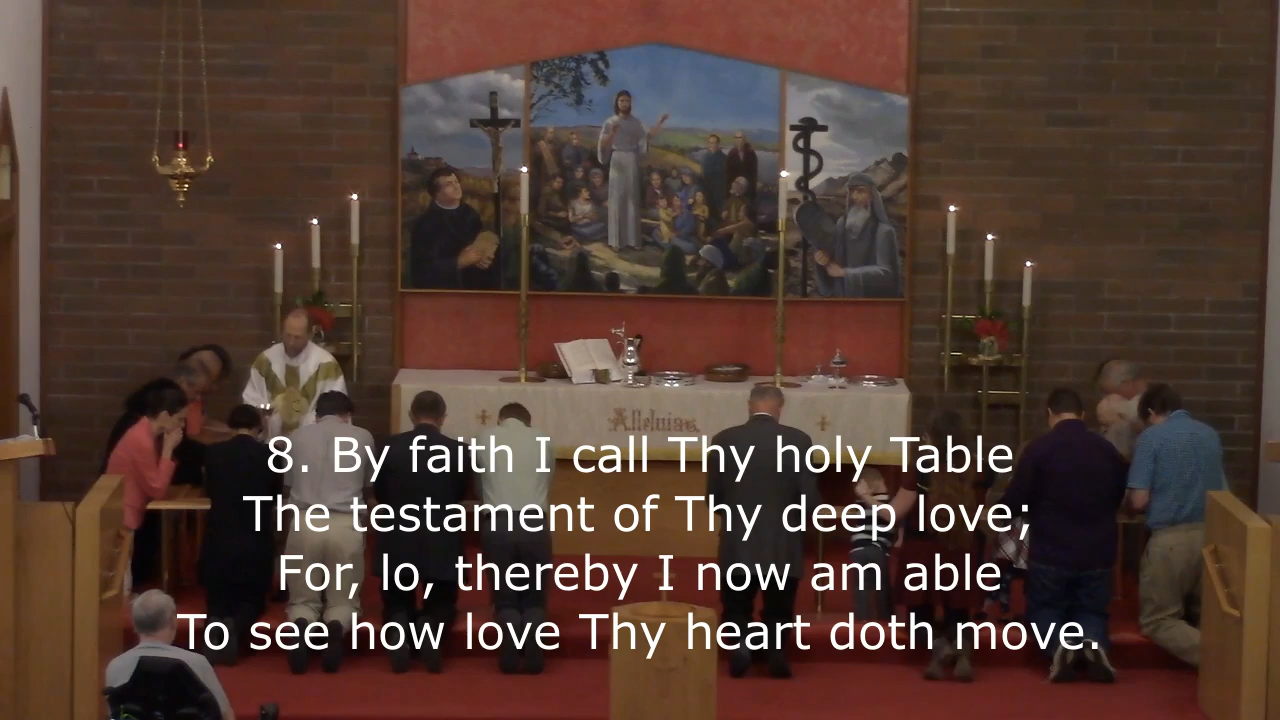 Alleluias
8. By faith I call Thy holy Table
The testament of Thy deep love;
For, lo, thereby I now am able
To see how love Thy heart doth move.